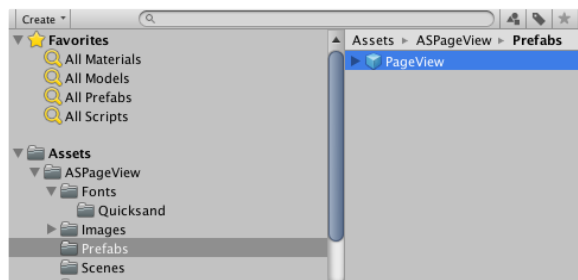 Create
Favorites
All Materials
All Models
All Prefabs
All Scripts
Assets
ASPageView
Fonts
Quicksand
Images
Prefabs
Scenes
Assets ASPageView Prefabs
PageView